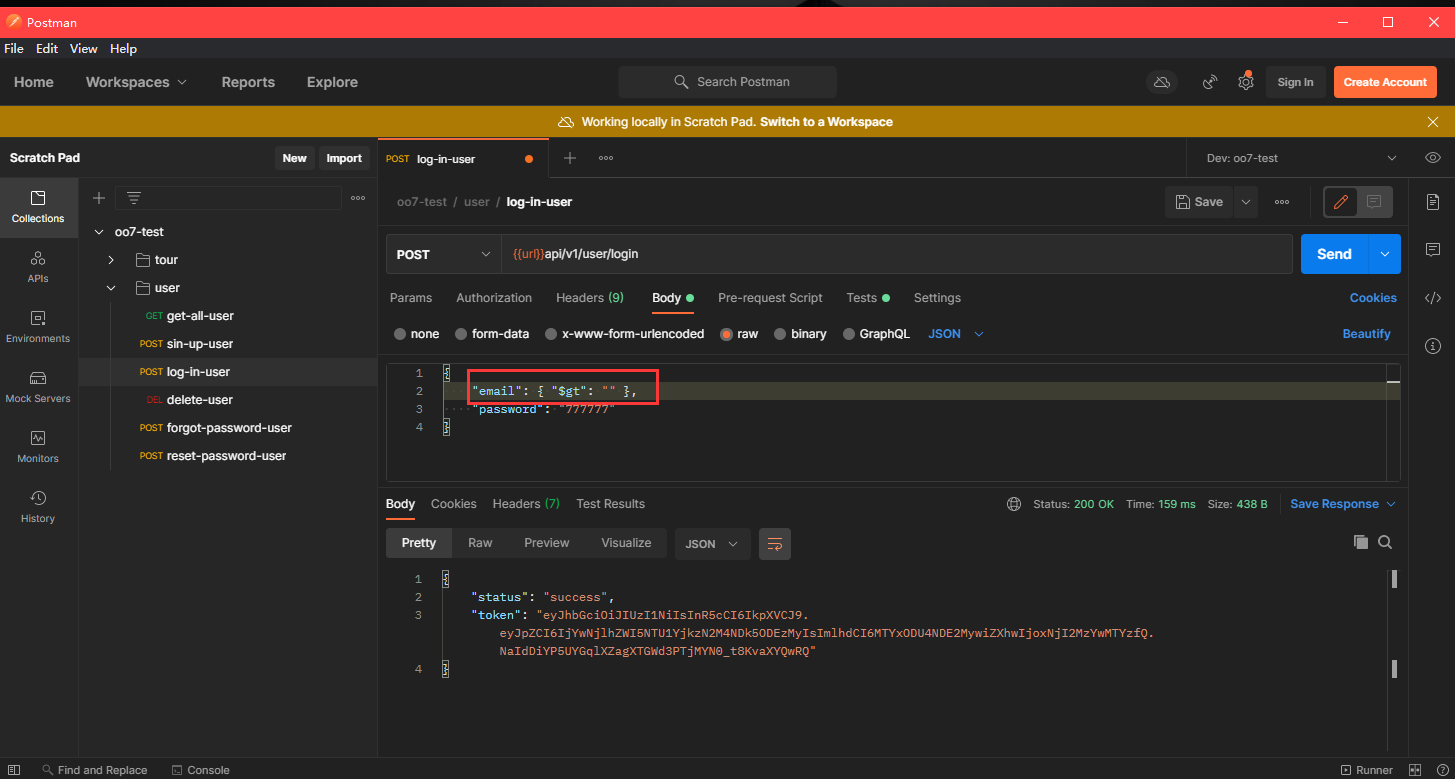 Postman
File Edit View Help
Home Workspaces Reports Explore Search Postman Sign In Create Account
Working locally in Scratch Pad. Switch to a Workspace
Scratch Pad New Import POST log-in-user Dev: oo7-test
Collections
APIs
Environments
Mock Servers
Monitors
History
oo7-test
tour
user
GET get-all-user
POST sin-up-user
POST log-in-user
DEL delete-user
POST forgot-password-user
POST reset-password-user
oo7-test / user / log-in-user Save
POST {{url}}api/v1/user/login Send
Params Authorization Headers (9) Body Pre-request Script Tests Settings Cookies
none form-data x-www-form-urlencoded raw binary GraphQL JSON Beautify
1 {
2 "email": { "$gt": "" },
3 "password": "777777"
4 }
Body Cookies Headers (7) Test Results Status: 200 OK Time: 159 ms Size: 438 B Save Response
Pretty Raw Preview Visualize JSON
1 {
2 "status": "success",
3 "token": "eyJhbGciOiJIUzI1NiIsInR5cCI6IkpXVCJ9.
eyJpZCI6IjYwNjlhZWI5NTU1YjkzN2M4NDk5ODEzMyIsImlhdCI6MTYxODU4NDE2MywiZXhwIjoxNjI2MzYwMTYzfQ.
NaIdDiYP5UYGqlXZagXTGWd3PTjMYN0_t8KvaXYQwRQ"
4 }
Find and Replace Console Runner